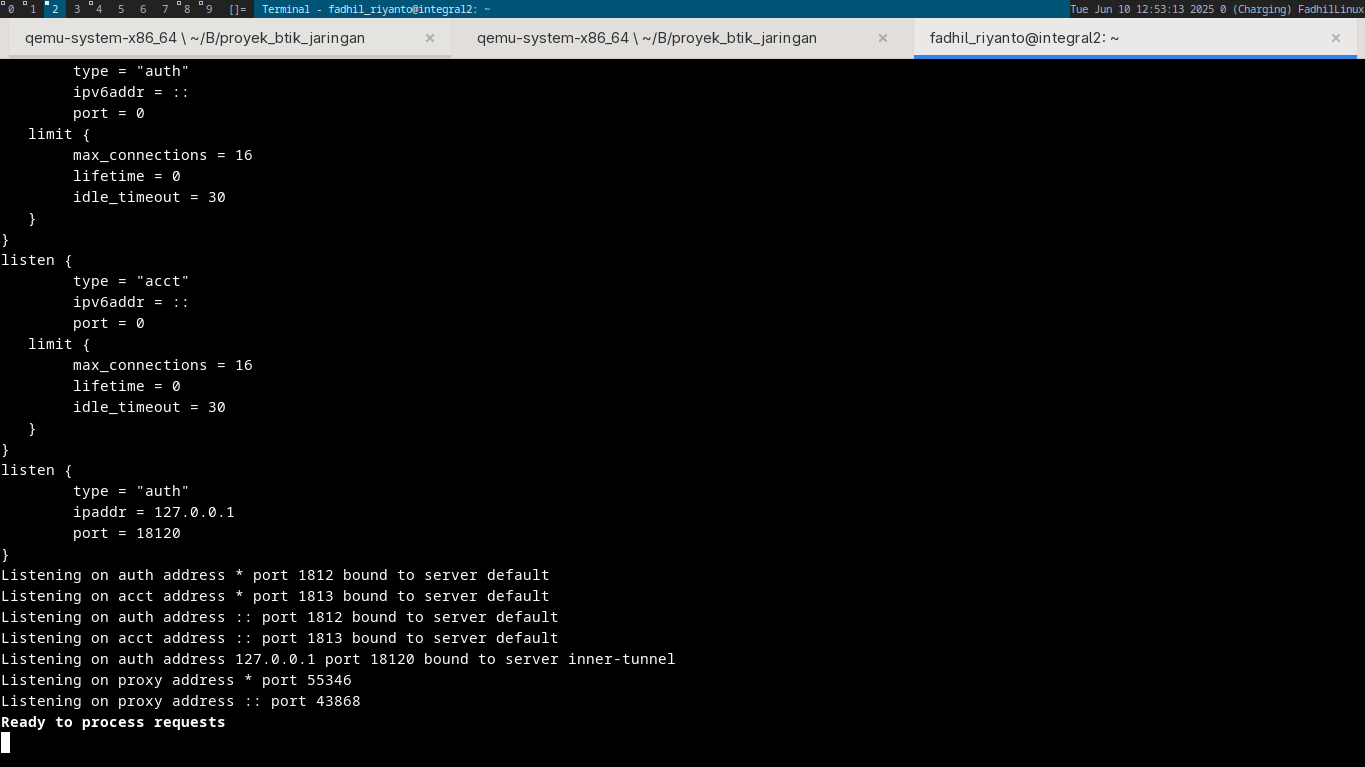 0 1 2 3 4 5 6 7 8 9 []= Terminal - fadhil_riyanto@integral2: ~ Tue Jun 10 12:53:13 2025 0 (Charging) FadhilLinux
qemu-system-x86_64 \ ~/B/proyek_btik_jaringan × qemu-system-x86_64 \ ~/B/proyek_btik_jaringan × fadhil_riyanto@integral2: ~ ×
        type = "auth"
        ipv6addr = ::
        port = 0
   limit {
        max_connections = 16
        lifetime = 0
        idle_timeout = 30
   }
}
listen {
        type = "acct"
        ipv6addr = ::
        port = 0
   limit {
        max_connections = 16
        lifetime = 0
        idle_timeout = 30
   }
}
listen {
        type = "auth"
        ipaddr = 127.0.0.1
        port = 18120
}
Listening on auth address * port 1812 bound to server default
Listening on acct address * port 1813 bound to server default
Listening on auth address :: port 1812 bound to server default
Listening on acct address :: port 1813 bound to server default
Listening on auth address 127.0.0.1 port 18120 bound to server inner-tunnel
Listening on proxy address * port 55346
Listening on proxy address :: port 43868
Ready to process requests